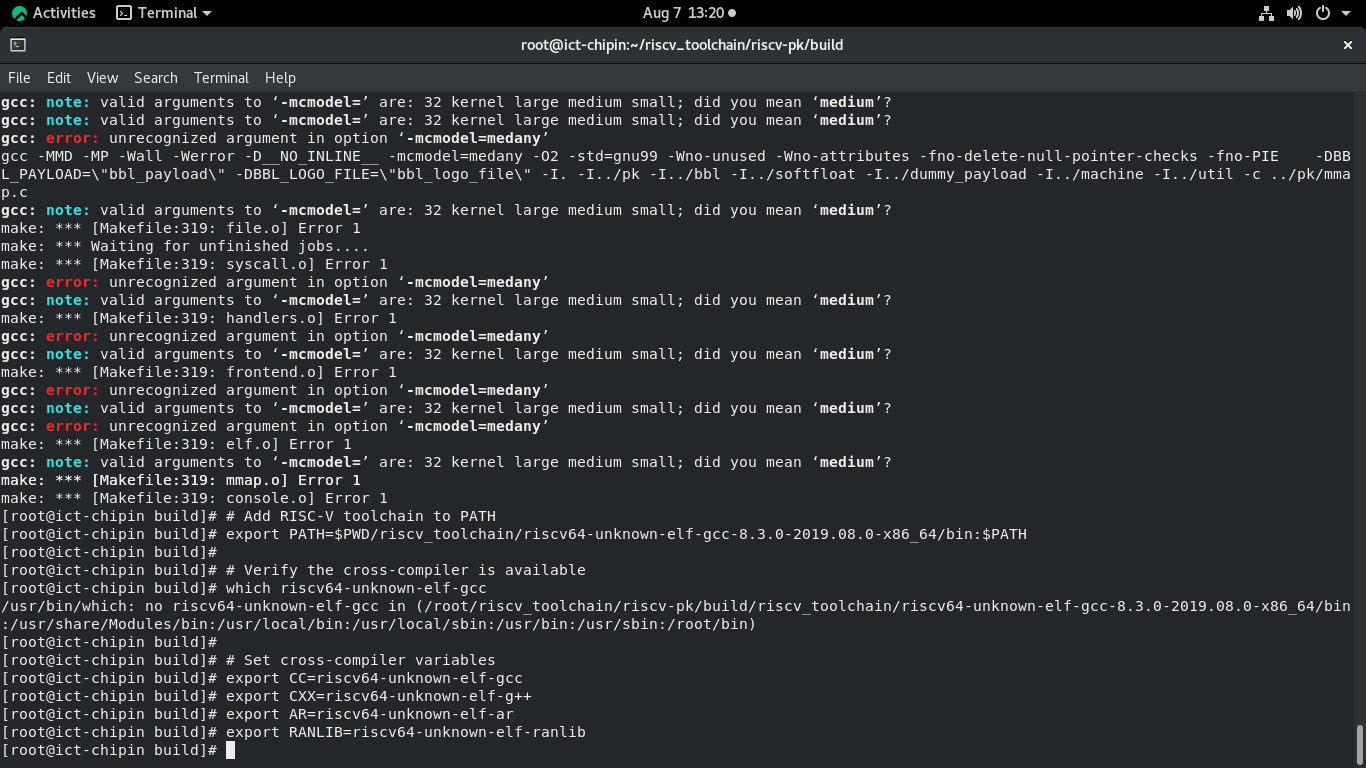 Activities Terminal Aug 7 13:20
root@ict-chipin:~/riscv_toolchain/riscv-pk/build
File Edit View Search Terminal Help
gcc: note: valid arguments to ‘-mcmodel=’ are: 32 kernel large medium small; did you mean ‘medium’?
gcc: note: valid arguments to ‘-mcmodel=’ are: 32 kernel large medium small; did you mean ‘medium’?
gcc: error: unrecognized argument in option ‘-mcmodel=medany’
gcc -MMD -MP -Wall -Werror -D__NO_INLINE__ -mcmodel=medany -O2 -std=gnu99 -Wno-unused -Wno-attributes -fno-delete-null-pointer-checks -fno-PIE    -DBB
L_PAYLOAD=\"bbl_payload\" -DBBL_LOGO_FILE=\"bbl_logo_file\" -I. -I../pk -I../bbl -I../softfloat -I../dummy_payload -I../machine -I../util -c ../pk/mma
p.c
gcc: note: valid arguments to ‘-mcmodel=’ are: 32 kernel large medium small; did you mean ‘medium’?
make: *** [Makefile:319: file.o] Error 1
make: *** Waiting for unfinished jobs....
make: *** [Makefile:319: syscall.o] Error 1
gcc: error: unrecognized argument in option ‘-mcmodel=medany’
gcc: note: valid arguments to ‘-mcmodel=’ are: 32 kernel large medium small; did you mean ‘medium’?
make: *** [Makefile:319: handlers.o] Error 1
gcc: error: unrecognized argument in option ‘-mcmodel=medany’
gcc: note: valid arguments to ‘-mcmodel=’ are: 32 kernel large medium small; did you mean ‘medium’?
make: *** [Makefile:319: frontend.o] Error 1
gcc: error: unrecognized argument in option ‘-mcmodel=medany’
gcc: note: valid arguments to ‘-mcmodel=’ are: 32 kernel large medium small; did you mean ‘medium’?
gcc: error: unrecognized argument in option ‘-mcmodel=medany’
make: *** [Makefile:319: elf.o] Error 1
gcc: note: valid arguments to ‘-mcmodel=’ are: 32 kernel large medium small; did you mean ‘medium’?
make: *** [Makefile:319: mmap.o] Error 1
make: *** [Makefile:319: console.o] Error 1
[root@ict-chipin build]# # Add RISC-V toolchain to PATH
[root@ict-chipin build]# export PATH=$PWD/riscv_toolchain/riscv64-unknown-elf-gcc-8.3.0-2019.08.0-x86_64/bin:$PATH
[root@ict-chipin build]#
[root@ict-chipin build]# # Verify the cross-compiler is available
[root@ict-chipin build]# which riscv64-unknown-elf-gcc
/usr/bin/which: no riscv64-unknown-elf-gcc in (/root/riscv_toolchain/riscv-pk/build/riscv_toolchain/riscv64-unknown-elf-gcc-8.3.0-2019.08.0-x86_64/bin
:/usr/share/Modules/bin:/usr/local/bin:/usr/local/sbin:/usr/bin:/usr/sbin:/root/bin)
[root@ict-chipin build]#
[root@ict-chipin build]# # Set cross-compiler variables
[root@ict-chipin build]# export CC=riscv64-unknown-elf-gcc
[root@ict-chipin build]# export CXX=riscv64-unknown-elf-g++
[root@ict-chipin build]# export AR=riscv64-unknown-elf-ar
[root@ict-chipin build]# export RANLIB=riscv64-unknown-elf-ranlib
[root@ict-chipin build]#